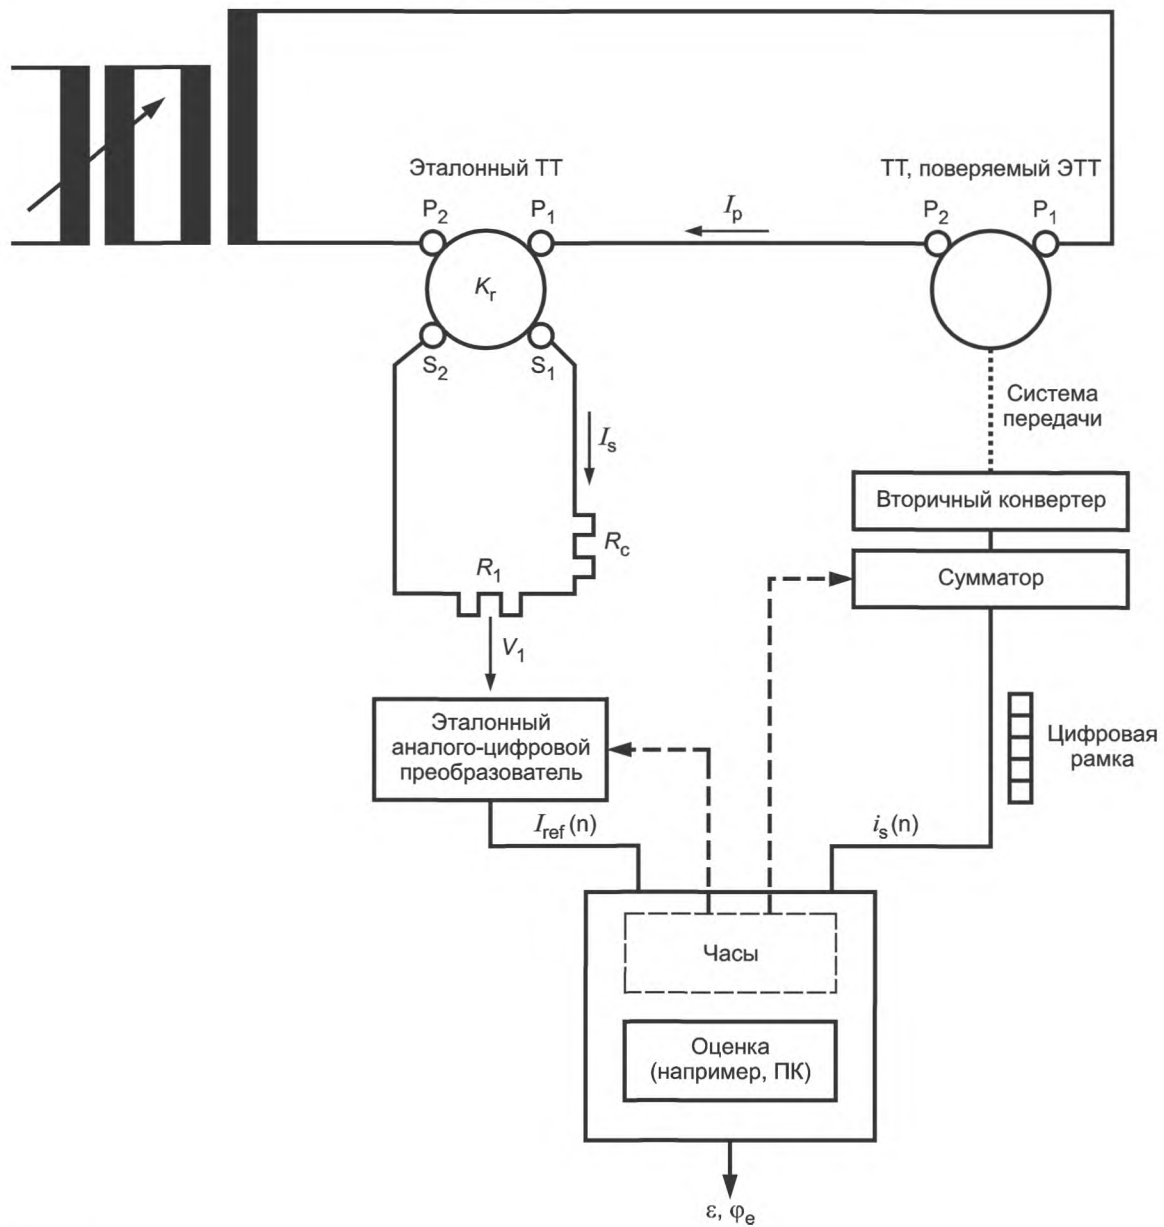 Эталонный ТТ
ТТ, поверяемый ЭТТ
P2
P1
Ip
P2
P1
Kr
S2
S1
Система
передачи
Is
Вторичный конвертер
Rc
R1
Сумматор
V1
Эталонный
аналого-цифровой
преобразователь
Цифровая
рамка
Iref (n)
is (n)
Часы
Оценка
(например, ПК)
ε, φe